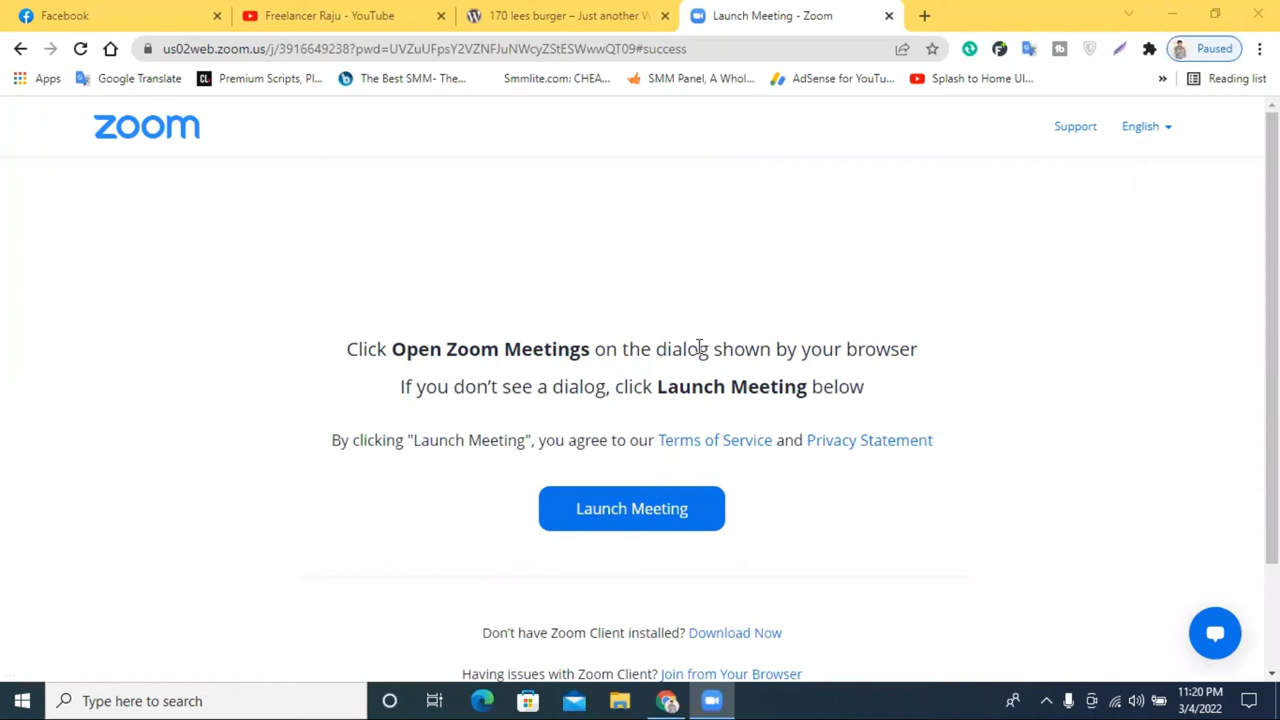 Facebook
Freelancer Raju - YouTube
170 lees burger – Just another W
Launch Meeting - Zoom
us02web.zoom.us/j/3916649238?pwd=UVZuUFpsY2VZNFJuNWcyZStESWwwQT09#success
Paused
Apps
Google Translate
Premium Scripts, Pl...
The Best SMM- The...
Smmlite.com: CHEA...
SMM Panel, A Whol...
AdSense for YouTu...
Splash to Home UI...
Reading list
zoom
Support
English
Click Open Zoom Meetings on the dialog shown by your browser
If you don’t see a dialog, click Launch Meeting below
By clicking "Launch Meeting", you agree to our Terms of Service and Privacy Statement
Launch Meeting
Don’t have Zoom Client installed? Download Now
Having issues with Zoom Client? Join from Your Browser
Type here to search
11:20 PM
3/4/2022